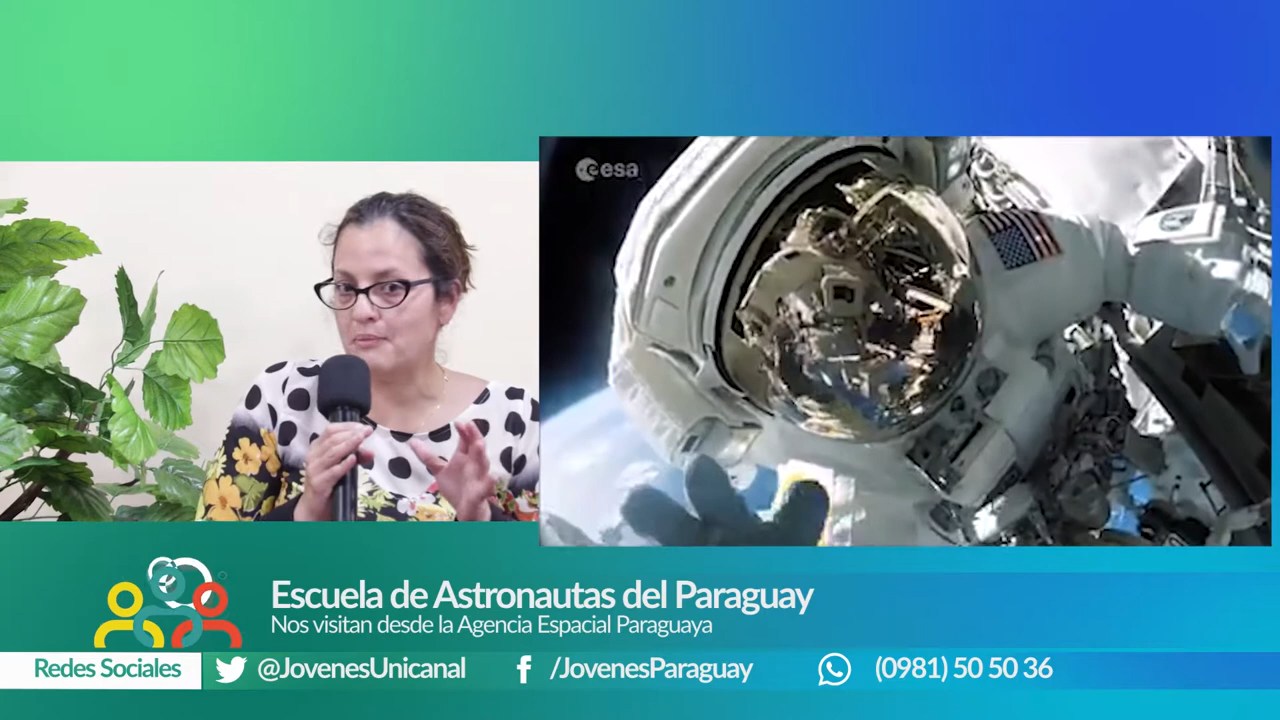 esa
Escuela de Astronautas del Paraguay
Nos visitan desde la Agencia Espacial Paraguaya
Redes Sociales
@JovenesUnicanal
/JovenesParaguay
(0981) 50 50 36